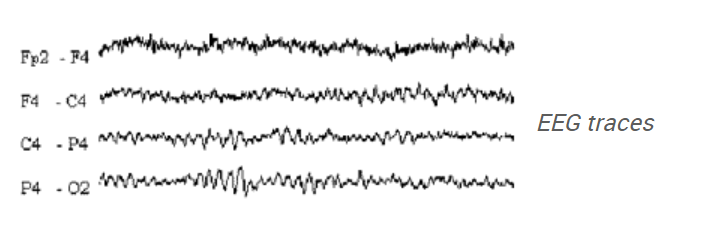 Fp2 - F4
F4 - C4
EEG traces
C4 - P4
P4 - O2